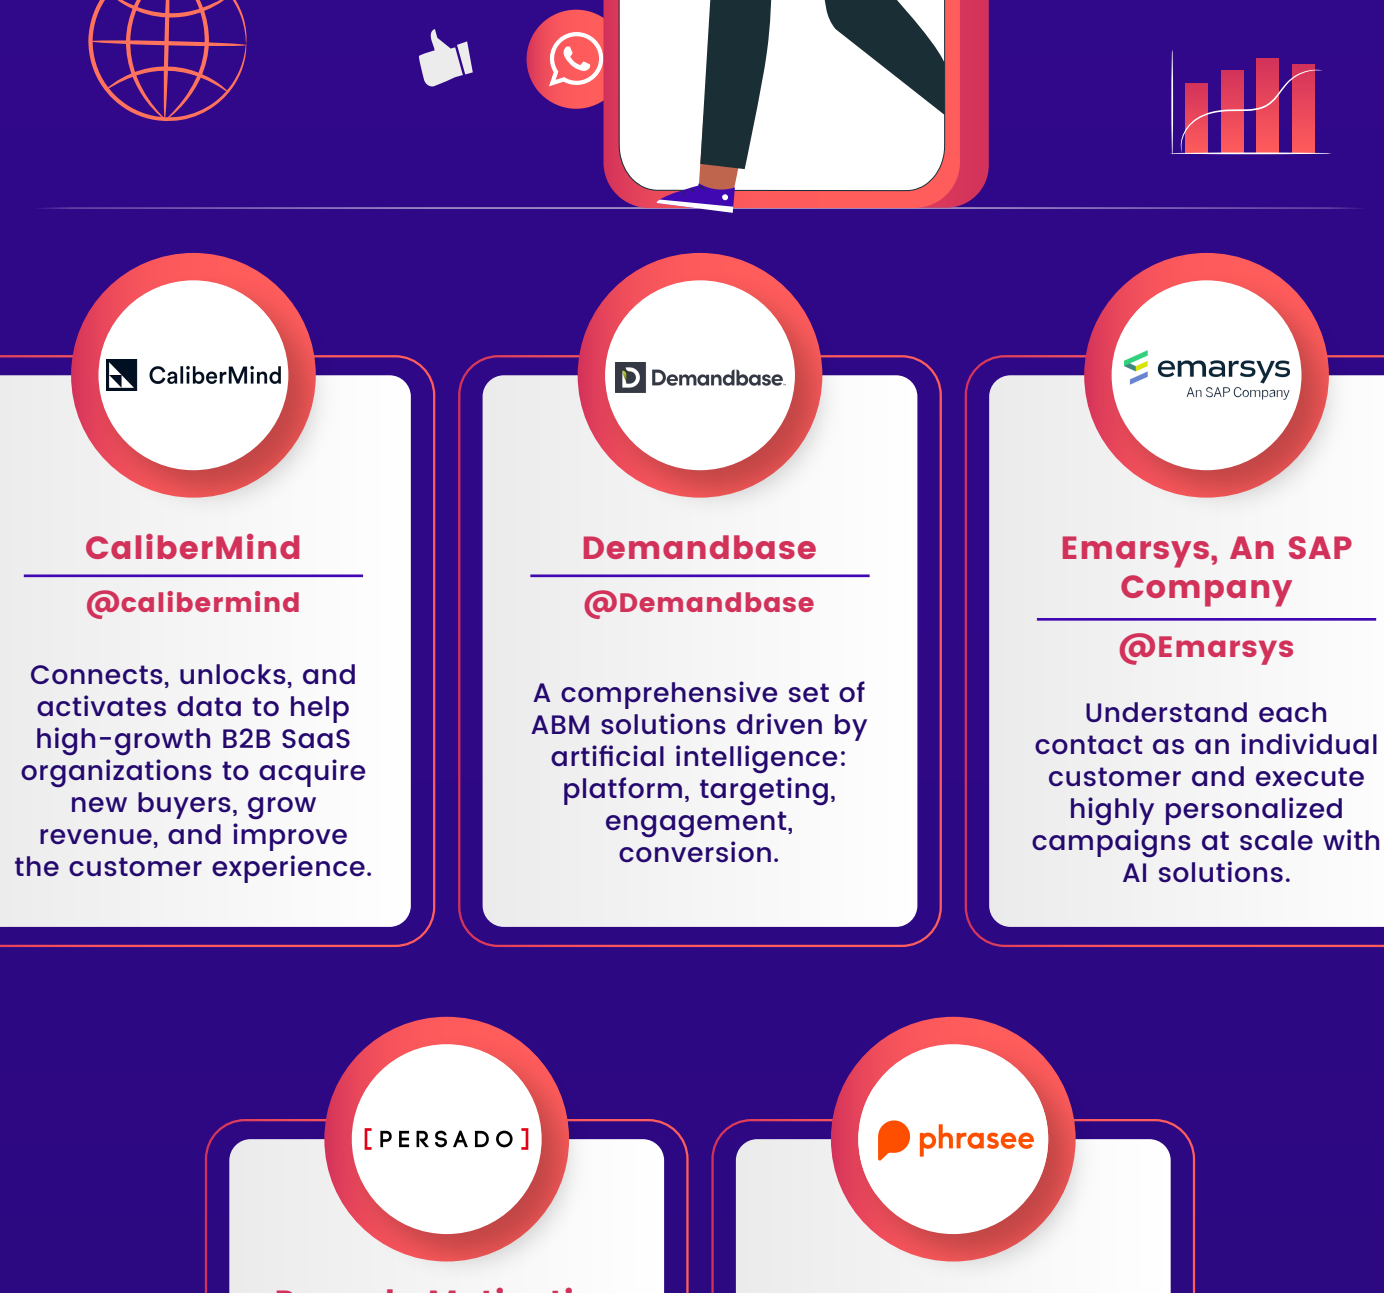 CaliberMind
CaliberMind
@calibermind
Connects, unlocks, and
activates data to help
high-growth B2B SaaS
organizations to acquire
new buyers, grow
revenue, and improve
the customer experience.
Demandbase
Demandbase
@Demandbase
A comprehensive set of
ABM solutions driven by
artificial intelligence:
platform, targeting,
engagement,
conversion.
emarsys
An SAP Company
Emarsys, An SAP
Company
@Emarsys
Understand each
contact as an individual
customer and execute
highly personalized
campaigns at scale with
AI solutions.
[PERSADO]
phrasee